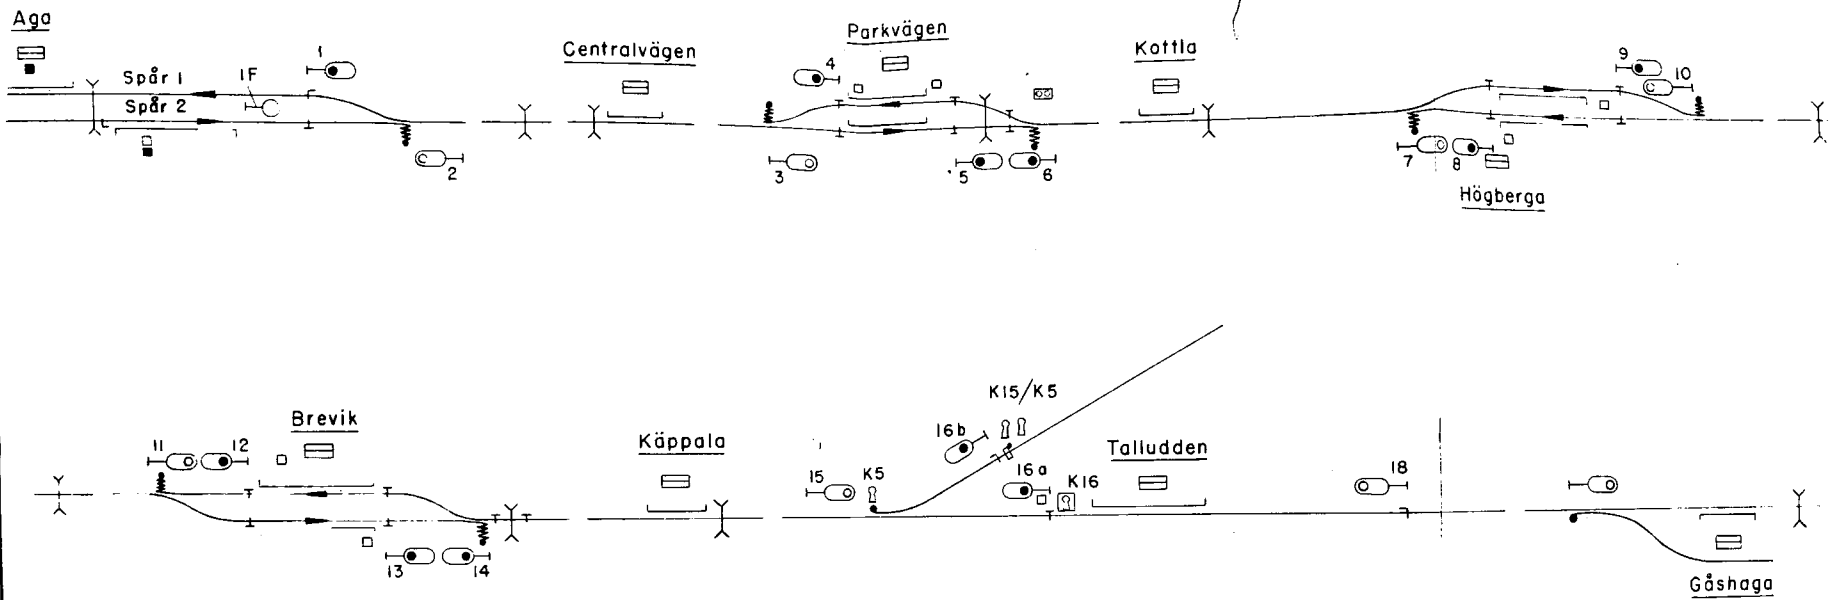 Aga
Spår 1
Spår 2
1F
1
2
Centralvägen
Parkvägen
3
4
5
6
Kottla
7
8
9
10
Högberga
11
12
Brevik
13
14
Käppala
15
K5
16b
K15/K5
16a
K16
Talludden
18
Gåshaga